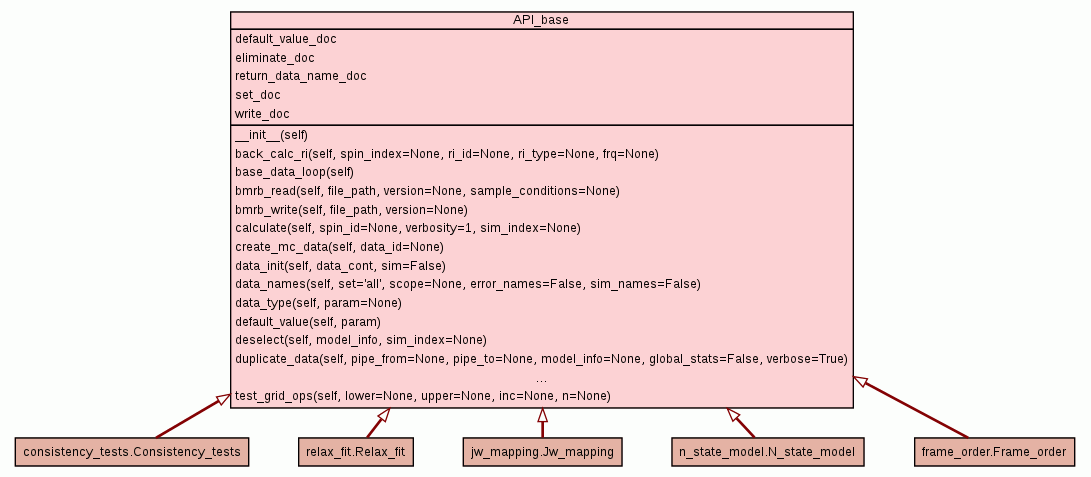 API_base
default_value_doc
eliminate_doc
return_data_name_doc
set_doc
write_doc
__init__(self)
back_calc_ri(self, spin_index=None, ri_id=None, ri_type=None, frq=None)
base_data_loop(self)
bmrb_read(self, file_path, version=None, sample_conditions=None)
bmrb_write(self, file_path, version=None)
calculate(self, spin_id=None, verbosity=1, sim_index=None)
create_mc_data(self, data_id=None)
data_init(self, data_cont, sim=False)
data_names(self, set='all', scope=None, error_names=False, sim_names=False)
data_type(self, param=None)
default_value(self, param)
deselect(self, model_info, sim_index=None)
duplicate_data(self, pipe_from=None, pipe_to=None, model_info=None, global_stats=False, verbose=True)
...
test_grid_ops(self, lower=None, upper=None, inc=None, n=None)
consistency_tests.Consistency_tests
relax_fit.Relax_fit
jw_mapping.Jw_mapping
n_state_model.N_state_model
frame_order.Frame_order